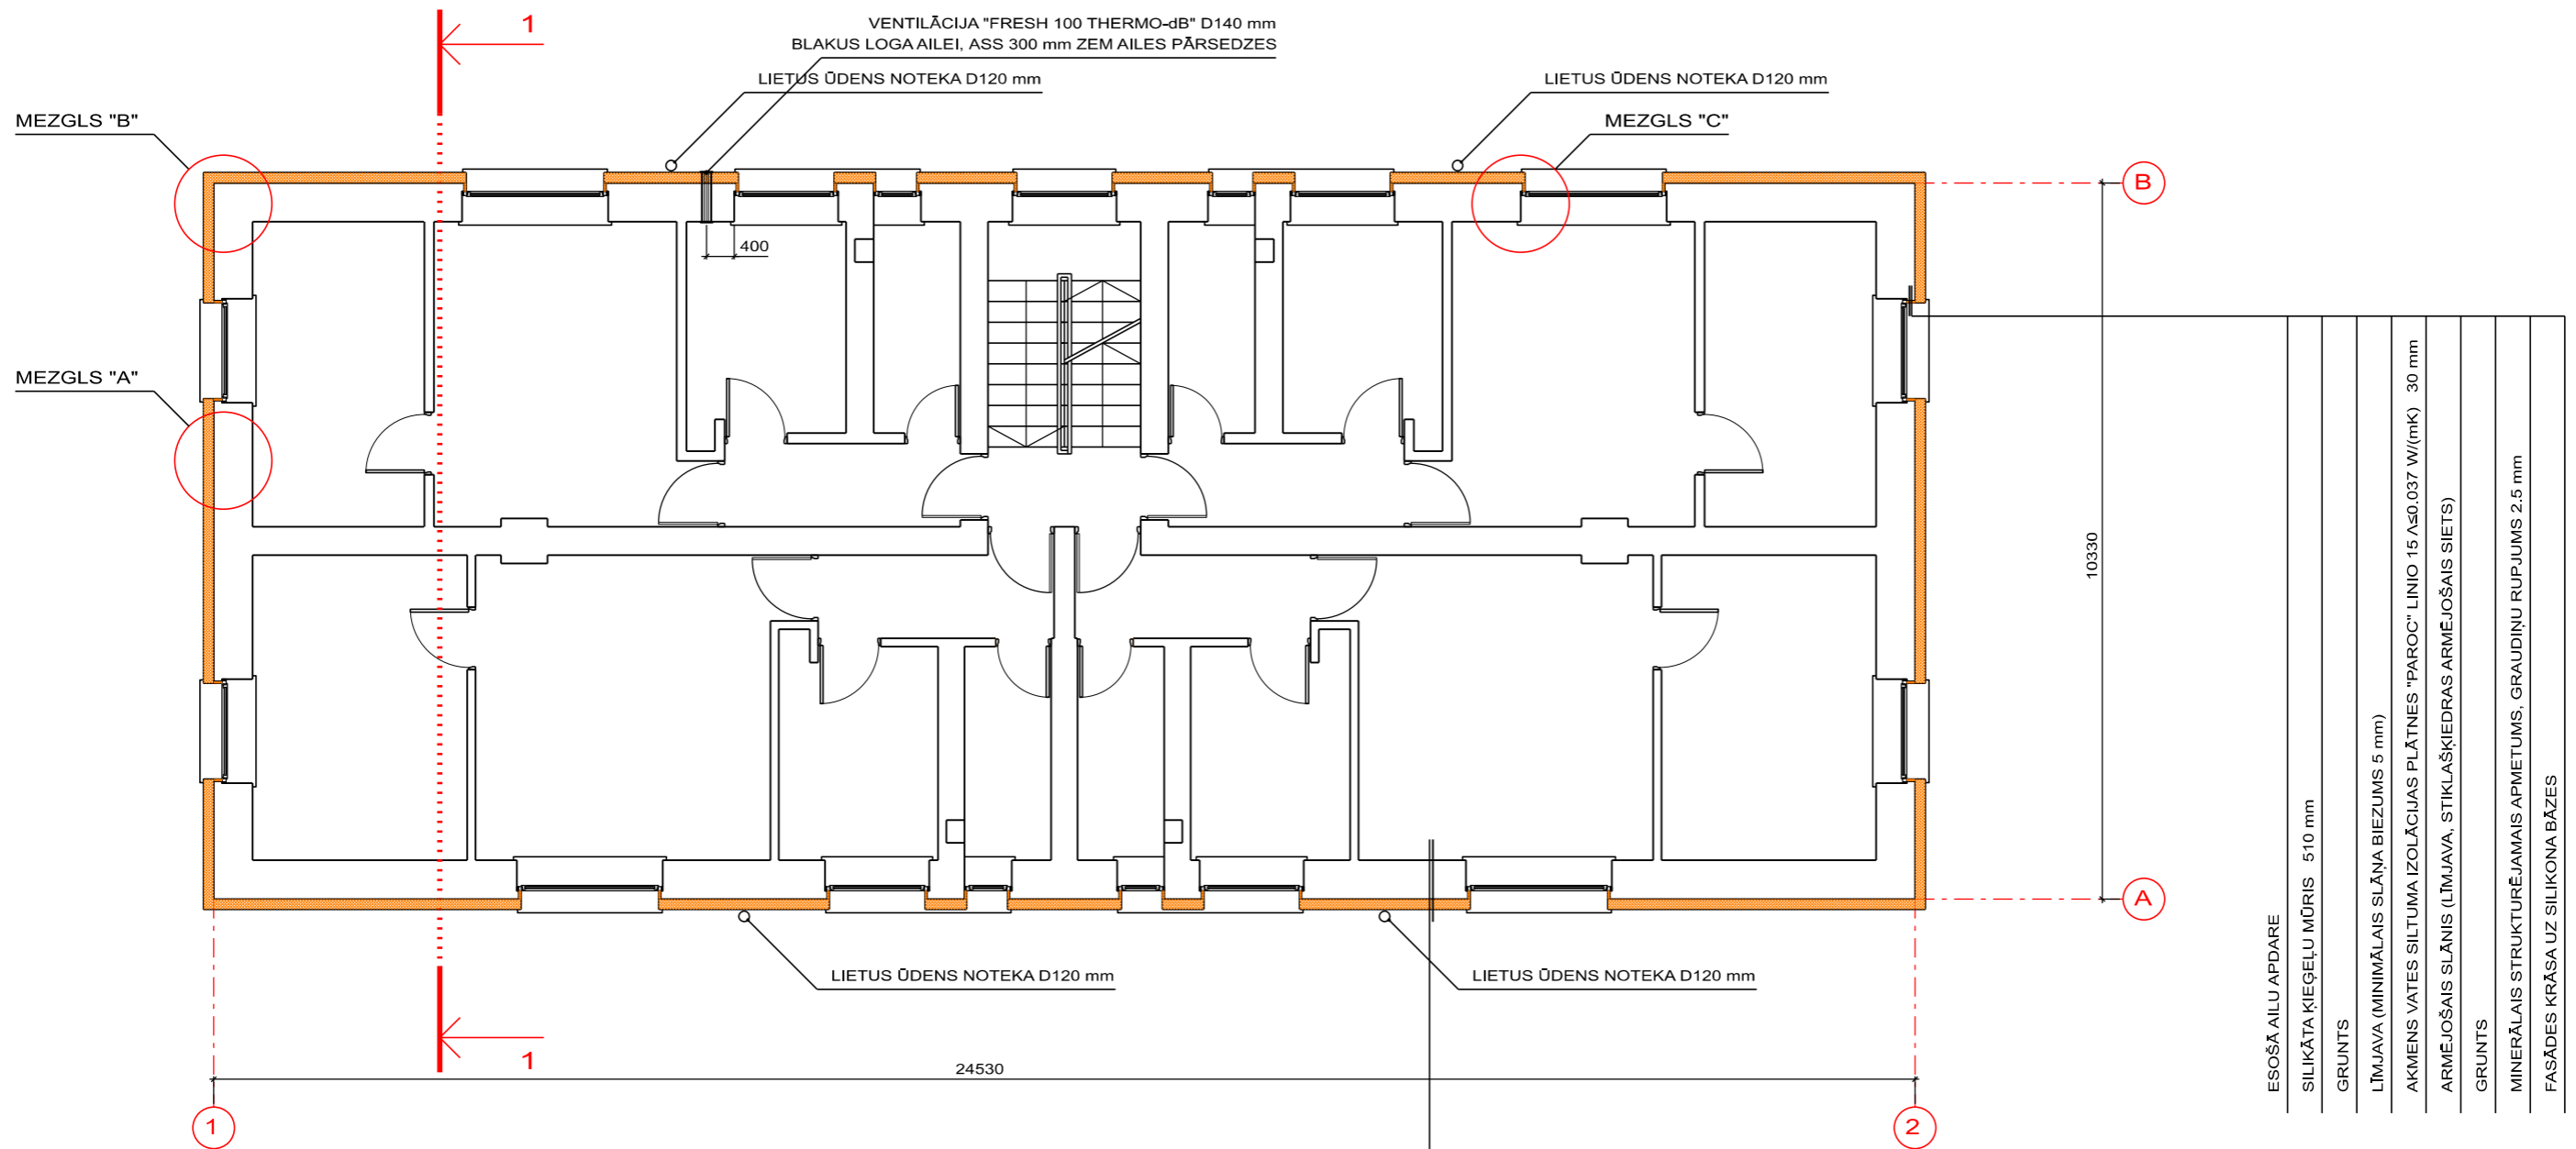 1
VENTILĀCIJA "FRESH 100 THERMO-dB" D140 mm
BLAKUS LOGA AILEI, ASS 300 mm ZEM AILES PĀRSEDZES
LIETUS ŪDENS NOTEKA D120 mm
LIETUS ŪDENS NOTEKA D120 mm
MEZGLS "B"
MEZGLS "C"
B
400
MEZGLS "A"
10330
A
LIETUS ŪDENS NOTEKA D120 mm
LIETUS ŪDENS NOTEKA D120 mm
1
24530
1
2
ESOŠĀ AILU APDARE
SILIKĀTA ĶIEĢEĻU MŪRIS 510 mm
GRUNTS
LĪMJAVA (MINIMĀLAIS SLĀŅA BIEZUMS 5 mm)
AKMENS VATES SILTUMA IZOLĀCIJAS PLĀTNES "PAROC" LINIO 15 Λ≤0.037 W/(mK) 30 mm
ARMĒJOŠAIS SLĀNIS (LĪMJAVA, STIKLAŠĶIEDRAS ARMĒJOŠAIS SIETS)
GRUNTS
MINERĀLAIS STRUKTURĒJAMAIS APMETUMS, GRAUDIŅU RUPJUMS 2.5 mm
FASĀDES KRĀSA UZ SILIKONA BĀZES